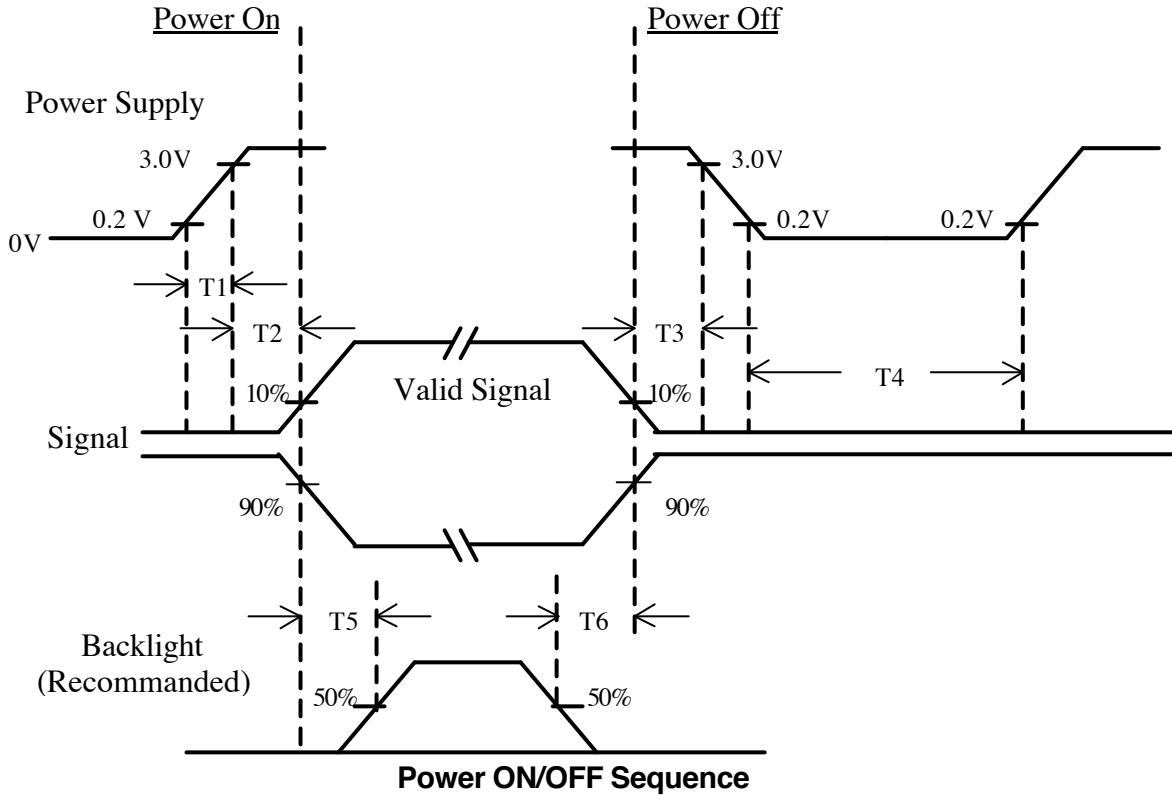 Power On
Power Off
Power Supply
3.0V
3.0V
0.2 V
0.2V
0.2V
0V
T1
T2
T3
T4
10%
Valid Signal
10%
Signal
90%
90%
T5
T6
Backlight
(Recommanded)
50%
50%
Power ON/OFF Sequence